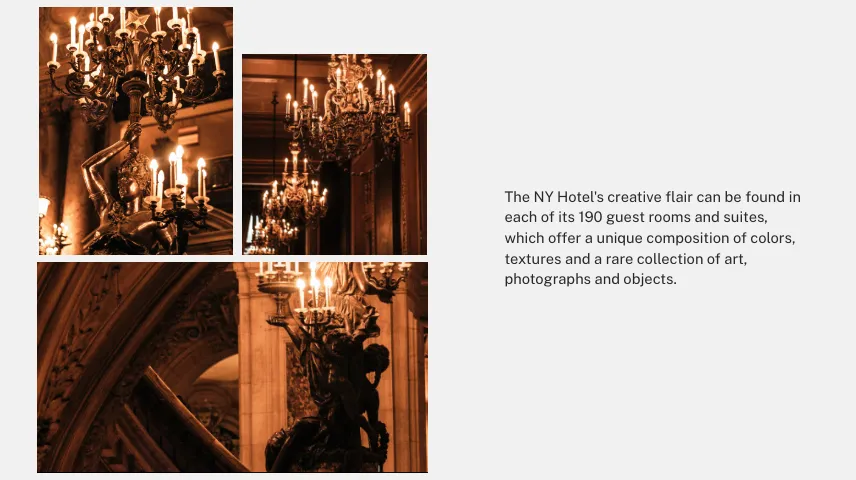 The NY Hotel's creative flair can be found in
each of its 190 guest rooms and suites,
which offer a unique composition of colors,
textures and a rare collection of art,
photographs and objects.